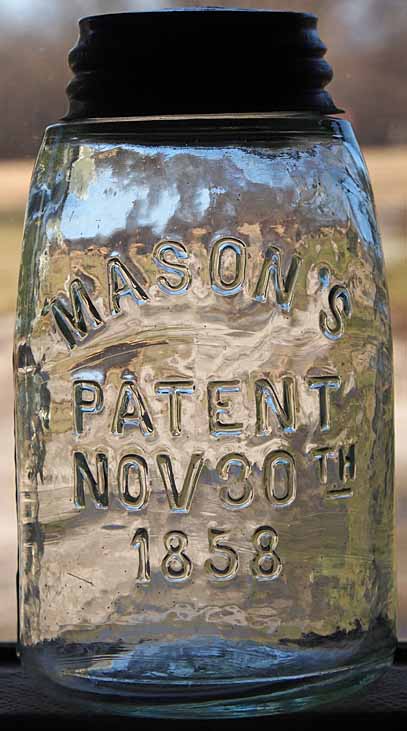 MASON'S
PATENT
NOV 30TH
1858